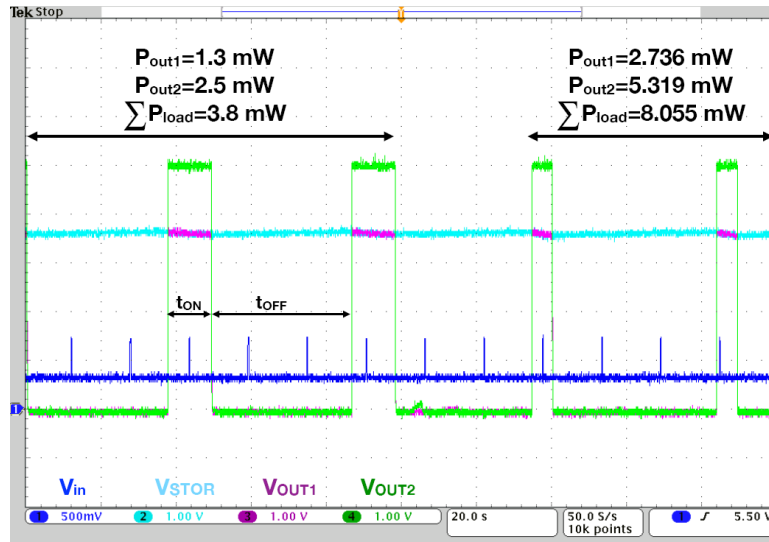 Tek Stop
Pout1=1.3 mW
Pout2=2.5 mW
∑Pload=3.8 mW
Pout1=2.736 mW
Pout2=5.319 mW
∑Pload=8.055 mW
tON
tOFF
1
Vin
VSTOR
VOUT1
VOUT2
1 500mV
2 1.00 V
3 1.00 V
4 1.00 V
20.0 s
50.0 S/s
10k points
1
5.50 V